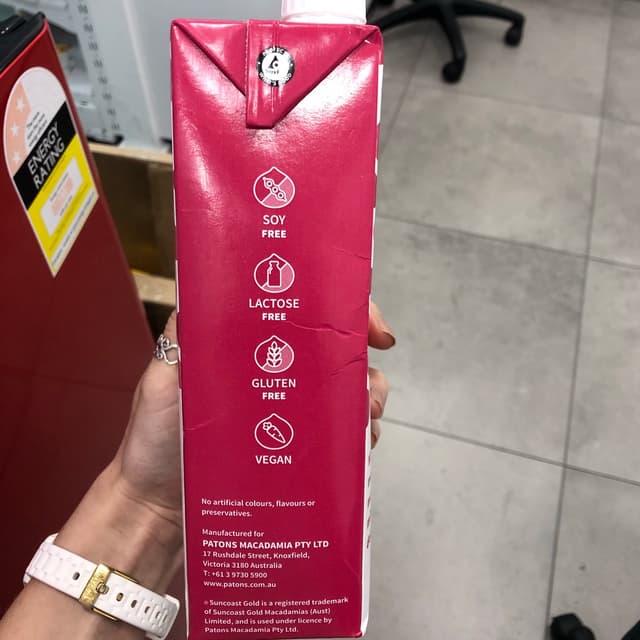 ENERGY
RATING
SOY
FREE
LACTOSE
FREE
GLUTEN
FREE
VEGAN
No artificial colours, flavours or
preservatives.
Manufactured for
PATONS MACADAMIA PTY LTD
17 Rushdale Street, Knoxfield,
Victoria 3180 Australia
T: +61 3 9730 5900
www.patons.com.au
® Suncoast Gold is a registered trademark
of Suncoast Gold Macadamias (Aust)
Limited, and is used under licence by
Patons Macadamia Pty Ltd.